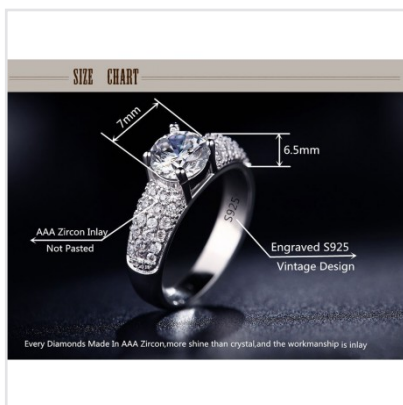 SIZE CHART
7mm
6.5mm
S925
AAA Zircon Inlay
Not Pasted
Engraved S925
Vintage Design
Every Diamonds Made In AAA Zircon,more shine than crystal,and the workmanship is inlay